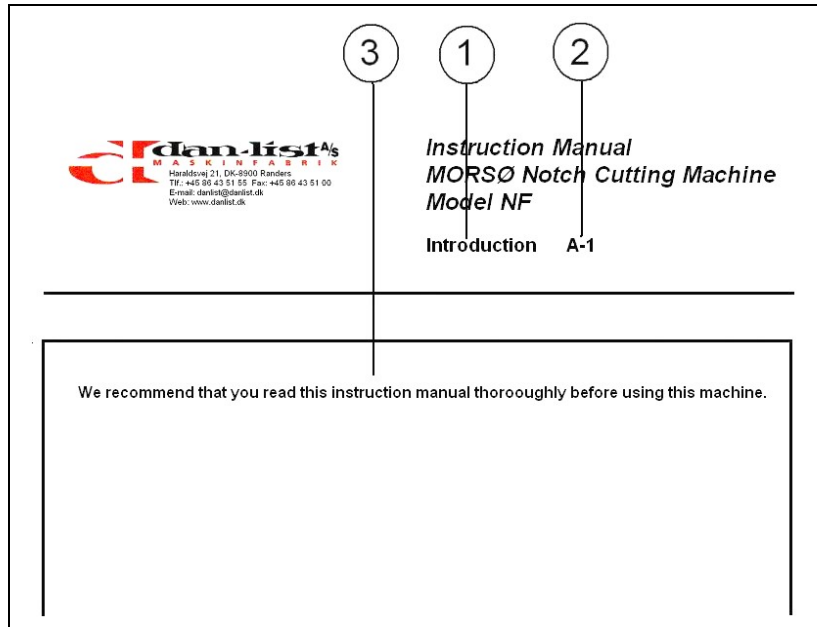 3 1 2
dan-list A/s
MASKINFABRIK
Haraldsvej 21, DK-8900 Randers
Tlf.: +45 86 43 51 55 Fax: +45 86 43 51 00
E-mail: danlist@danlist.dk
Web: www.danlist.dk
Instruction Manual
MORSØ Notch Cutting Machine
Model NF
Introduction A-1
We recommend that you read this instruction manual thorooughly before using this machine.